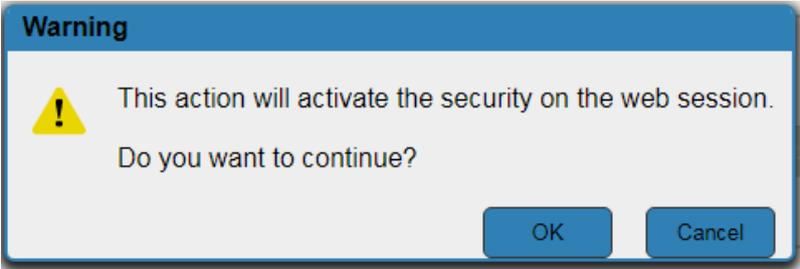 Warning
This action will activate the security on the web session.
Do you want to continue?
OK Cancel